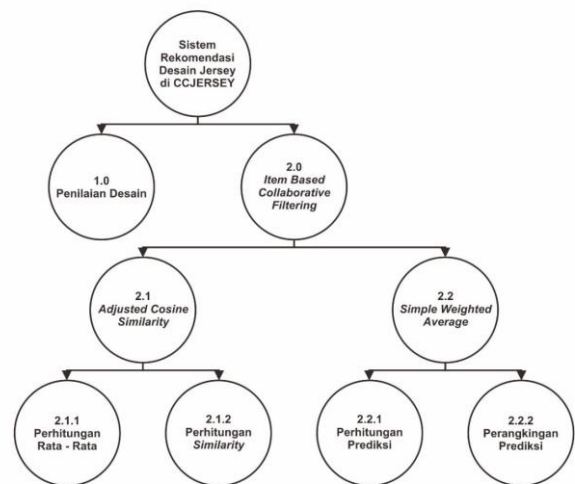 Sistem
Rekomendasi
Desain Jersey
di CCJERSEY
1.0
Penilaian Desain
2.0
Item Based
Collaborative
Filtering
2.1
Adjusted Cosine
Similarity
2.2
Simple Weighted
Average
2.1.1
Perhitungan
Rata - Rata
2.1.2
Perhitungan
Similarity
2.2.1
Perhitungan
Prediksi
2.2.2
Perangkingan
Prediksi